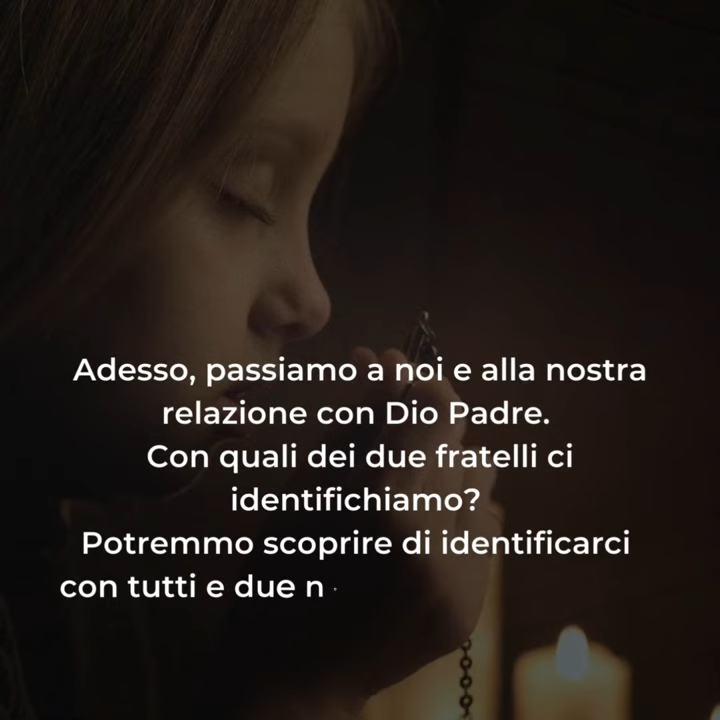 Adesso, passiamo a noi e alla nostra
relazione con Dio Padre.
Con quali dei due fratelli ci
identifichiamo?
Potremmo scoprire di identificarci
con tutti e due n